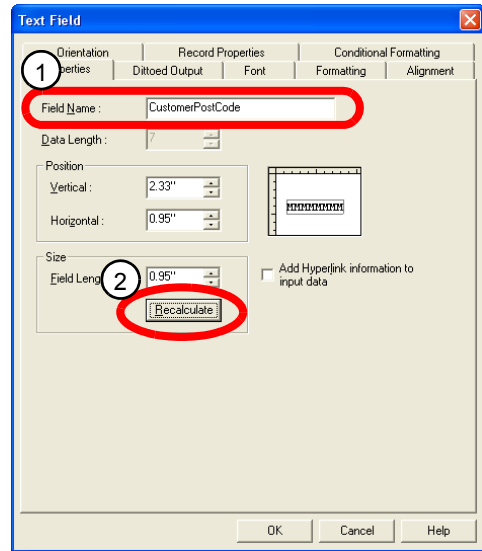 Text Field
Orientation Record Properties Conditional Formatting
1
perties Dittoed Output Font Formatting Alignment
Field Name : CustomerPostCode
Data Length : 7
Position
Vertical : 2.33"
Horizontal : 0.95"
MMMMMMM
Size
Field Leng 2 0.95"
Add Hyperlink information to
input data
Recalculate
OK Cancel Help